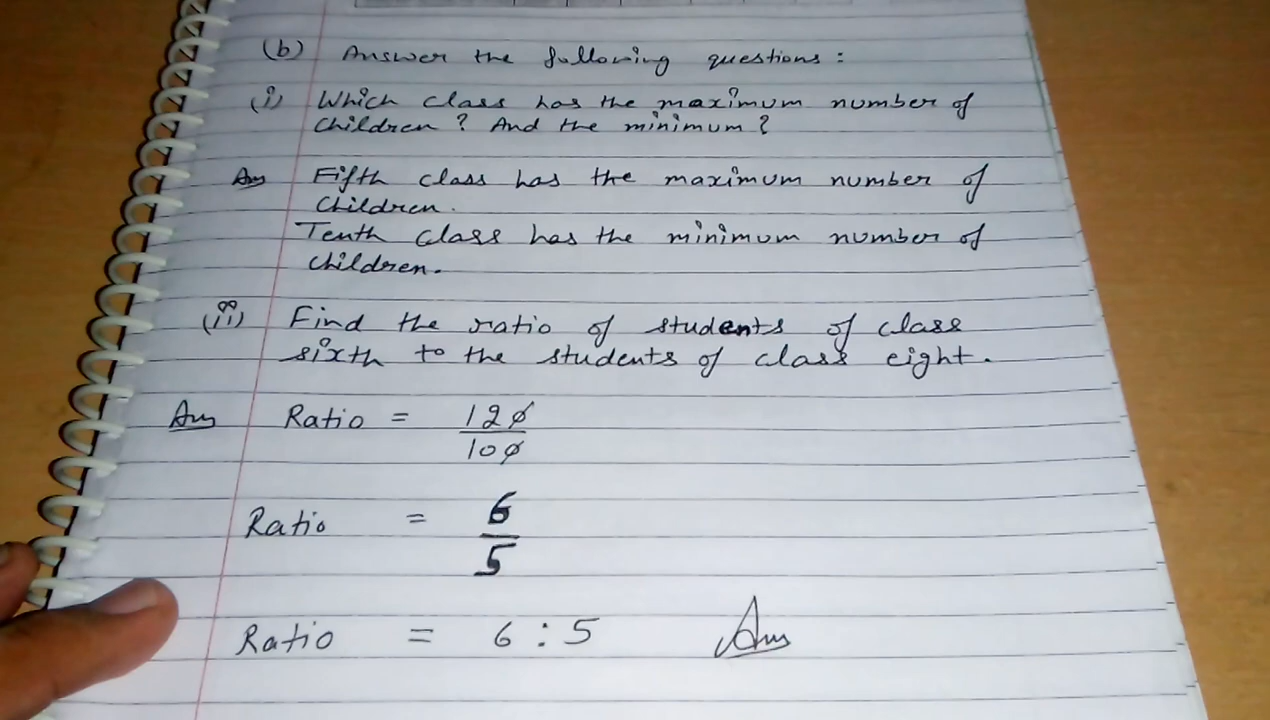 (b) Answer the following questions:
(i) Which class has the maximum number of
children? And the minimum?
Ans Fifth class has the maximum number of
children.
Tenth class has the minimum number of
children.
(ii) Find the ratio of students of class
sixth to the students of class eight.
Ans Ratio = 120/100
Ratio = 6/5
Ratio = 6:5 Ans